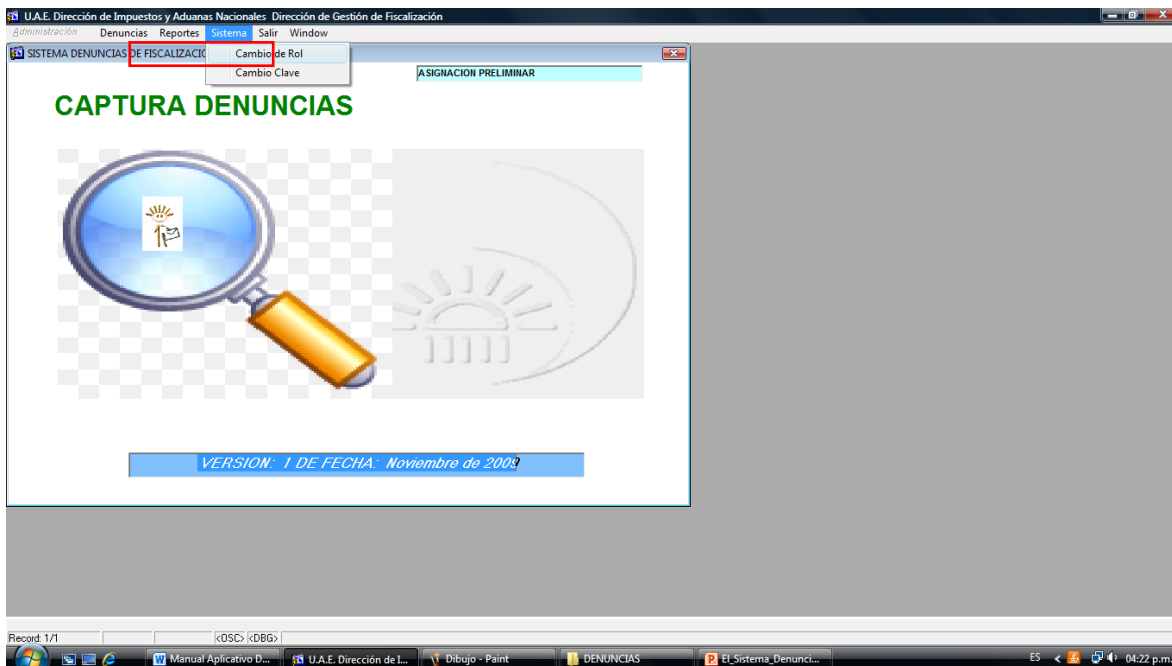 U.A.E. Dirección de Impuestos y Aduanas Nacionales Dirección de Gestión de Fiscalización
Administración Denuncias Reportes Sistema Salir Window
SISTEMA DENUNCIAS DE FISCALIZACIO
Cambio de Rol
Cambio Clave
ASIGNACION PRELIMINAR
CAPTURA DENUNCIAS
VERSION: 1 DE FECHA: Noviembre de 2009
Record: 1/1 <OSC> <DBG>
Manual Aplicativo D... U.A.E. Dirección de I... Dibujo - Paint DENUNCIAS El_Sistema_Denunci... ES < 04:22 p.m.